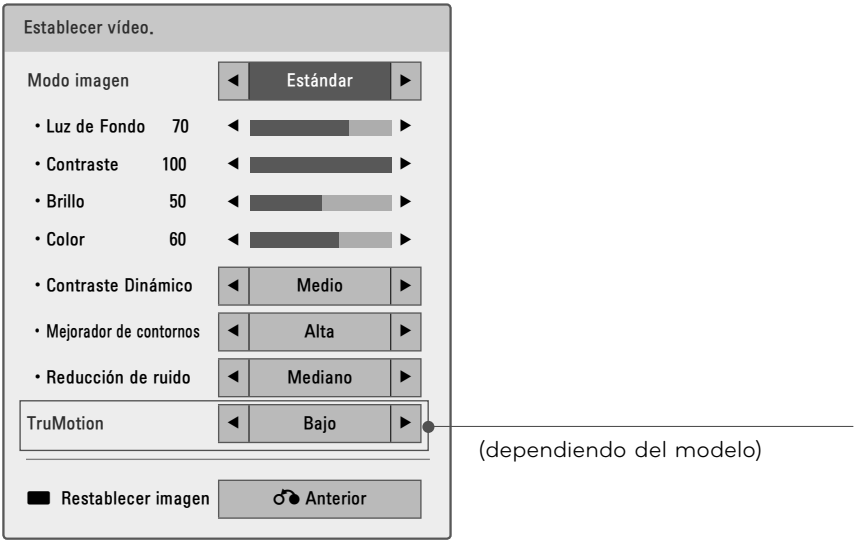 Establecer vídeo.
Modo imagen ◀ Estándar ▶
• Luz de Fondo 70 ◀ ▶
• Contraste 100 ◀ ▶
• Brillo 50 ◀ ▶
• Color 60 ◀ ▶
• Contraste Dinámico ◀ Medio ▶
• Mejorador de contornos ◀ Alta ▶
• Reducción de ruido ◀ Mediano ▶
TruMotion ◀ Bajo ▶
(dependiendo del modelo)
Restablecer imagen Anterior